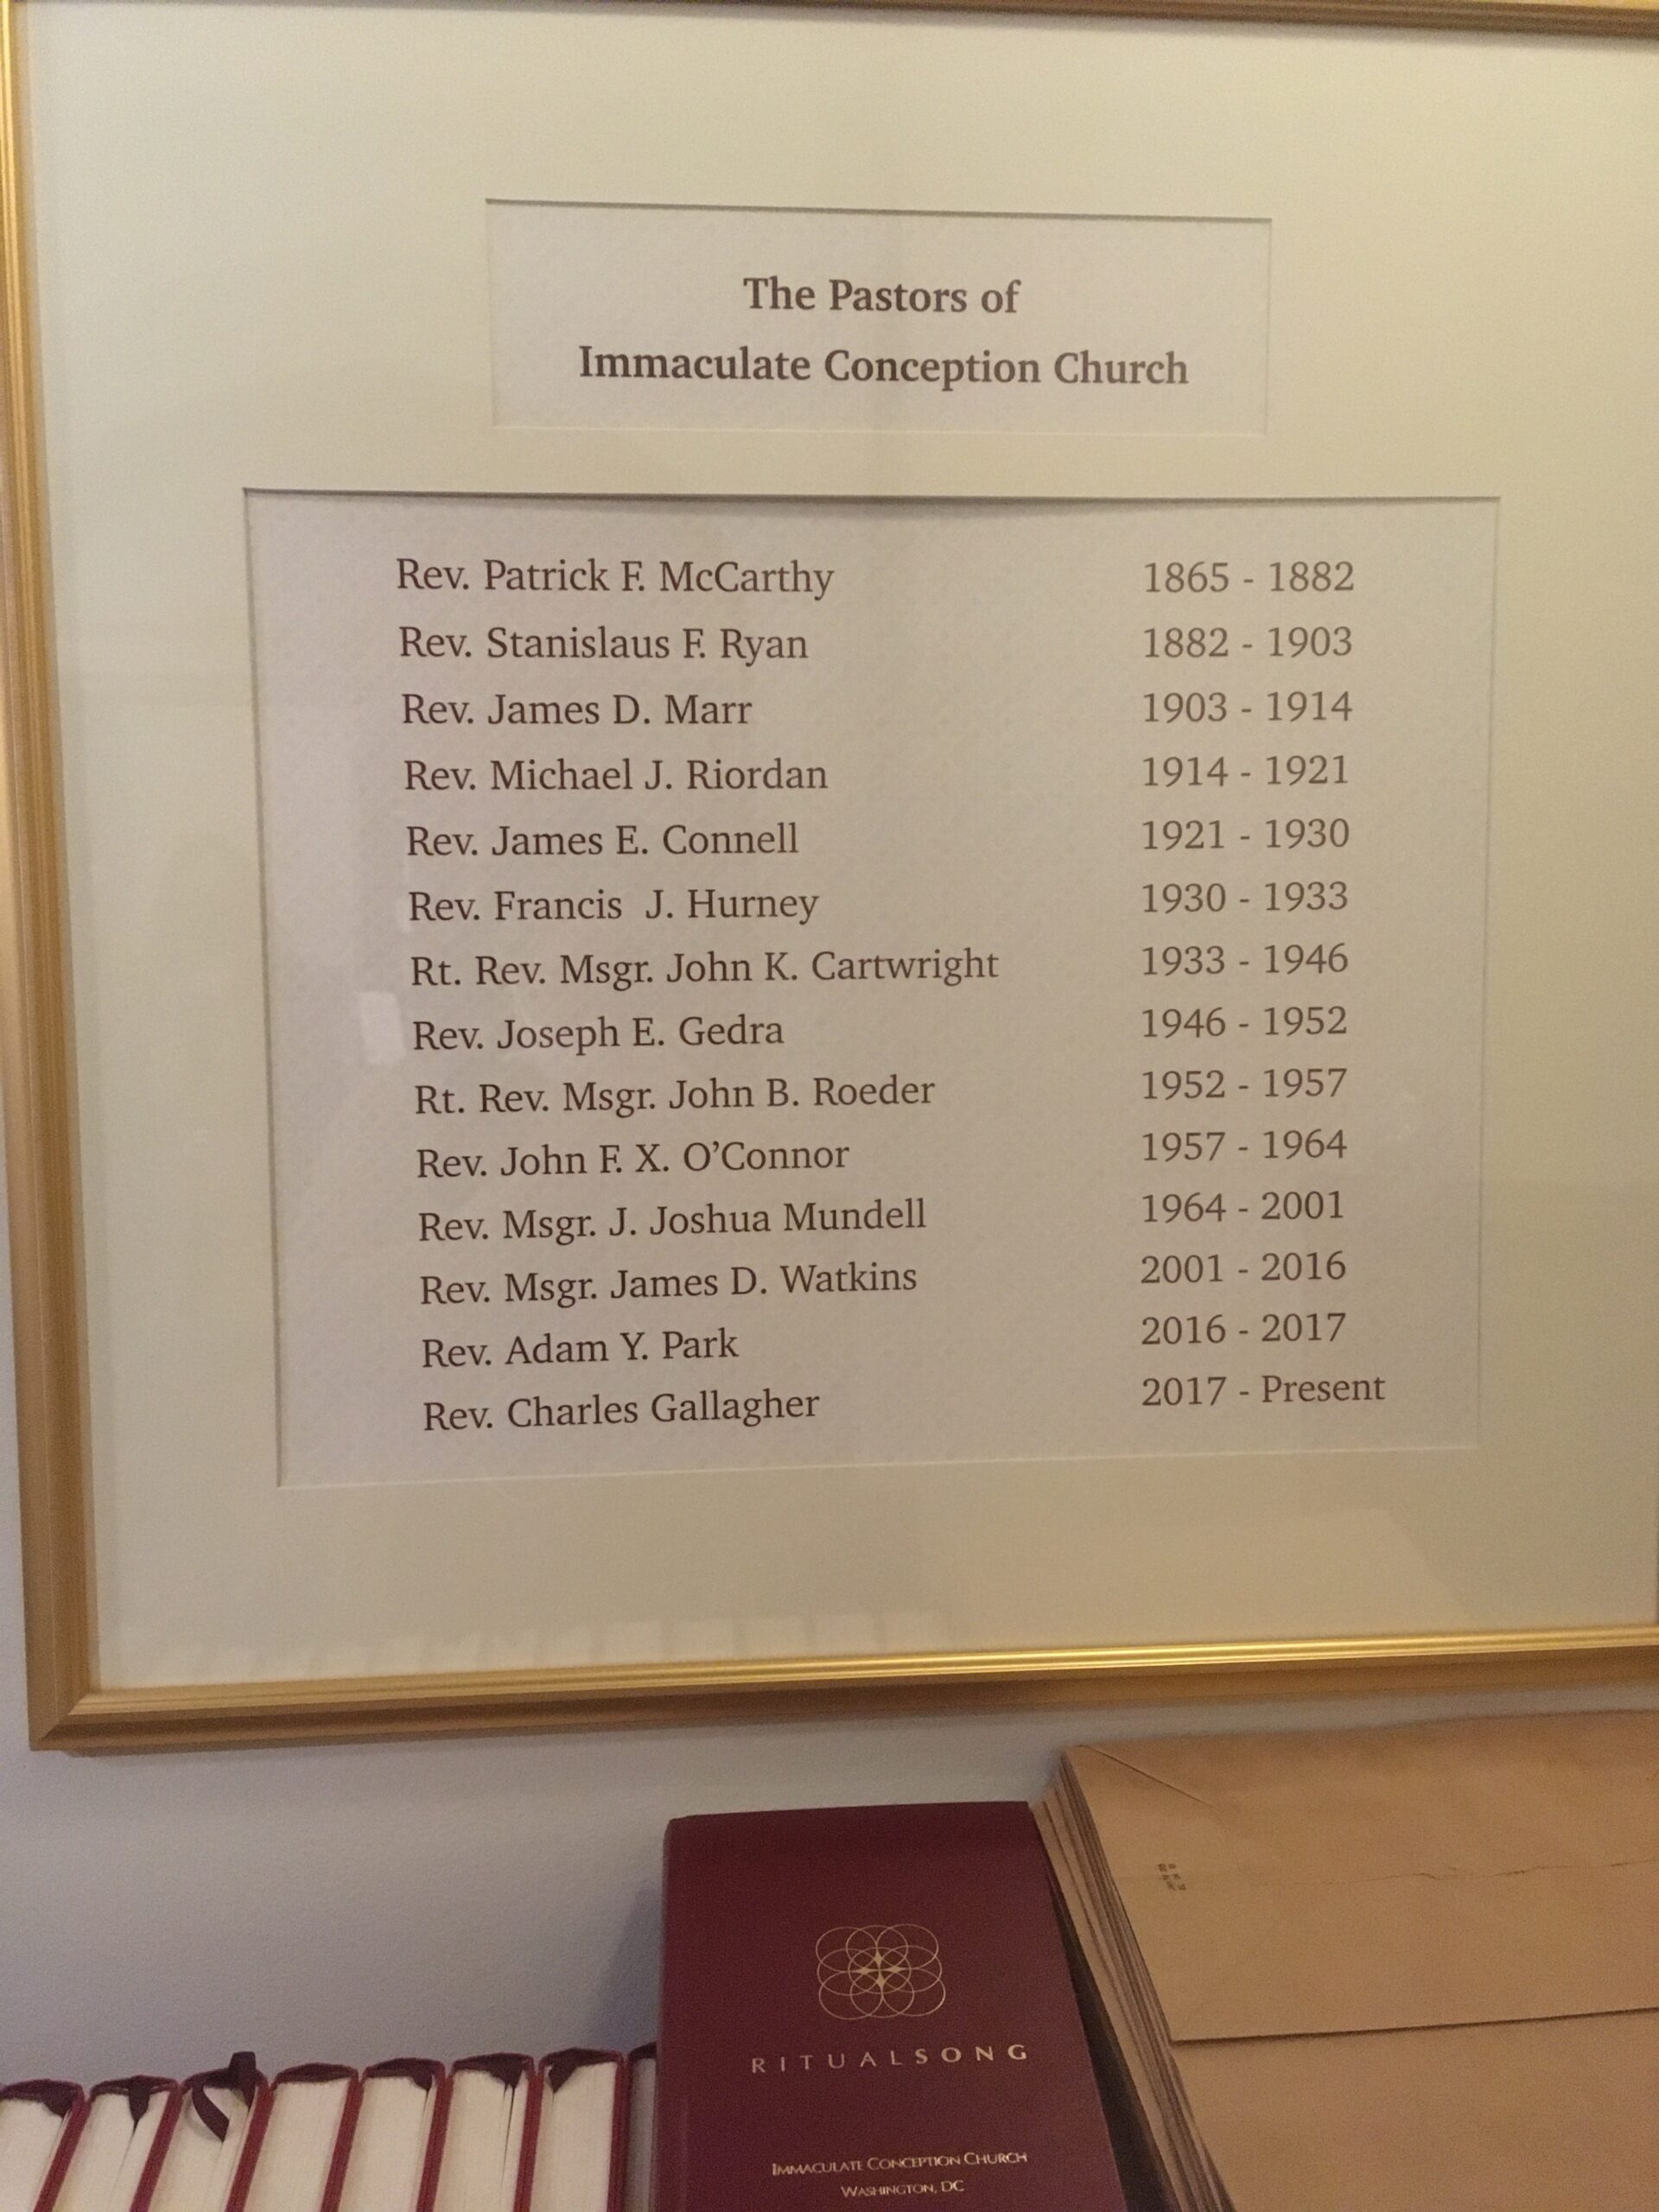 The Pastors of
Immaculate Conception Church
Rev. Patrick F. McCarthy 1865 - 1882
Rev. Stanislaus F. Ryan 1882 - 1903
Rev. James D. Marr 1903 - 1914
Rev. Michael J. Riordan 1914 - 1921
Rev. James E. Connell 1921 - 1930
Rev. Francis J. Hurney 1930 - 1933
Rt. Rev. Msgr. John K. Cartwright 1933 - 1946
Rev. Joseph E. Gedra 1946 - 1952
Rt. Rev. Msgr. John B. Roeder 1952 - 1957
Rev. John F. X. O’Connor 1957 - 1964
Rev. Msgr. J. Joshua Mundell 1964 - 2001
Rev. Msgr. James D. Watkins 2001 - 2016
Rev. Adam Y. Park 2016 - 2017
Rev. Charles Gallagher 2017 - Present
RITUALSONG
IMMACULATE CONCEPTION CHURCH
WASHINGTON, DC